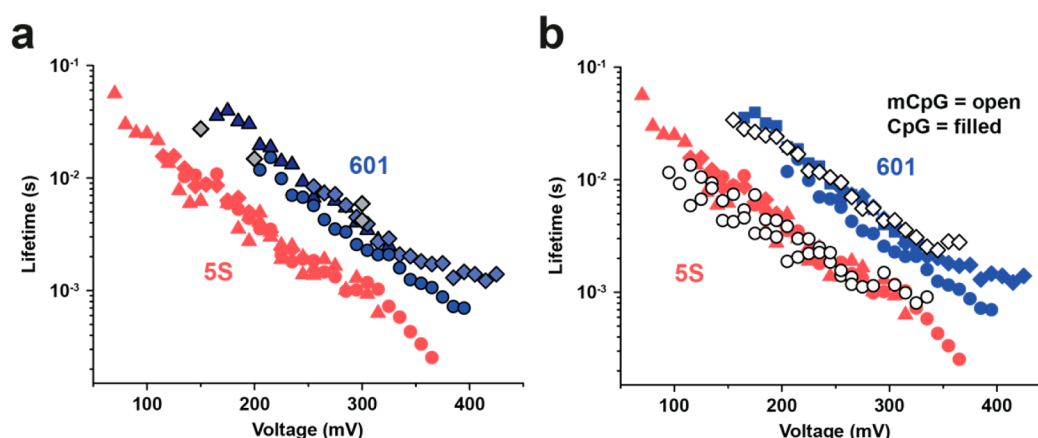 a
10⁻¹
10⁻²
10⁻³
Lifetime (s)
601
5S
100
200
300
400
Voltage (mV)
b
10⁻¹
10⁻²
10⁻³
Lifetime (s)
mCpG = open
CpG = filled
601
5S
100
200
300
400
Voltage (mV)